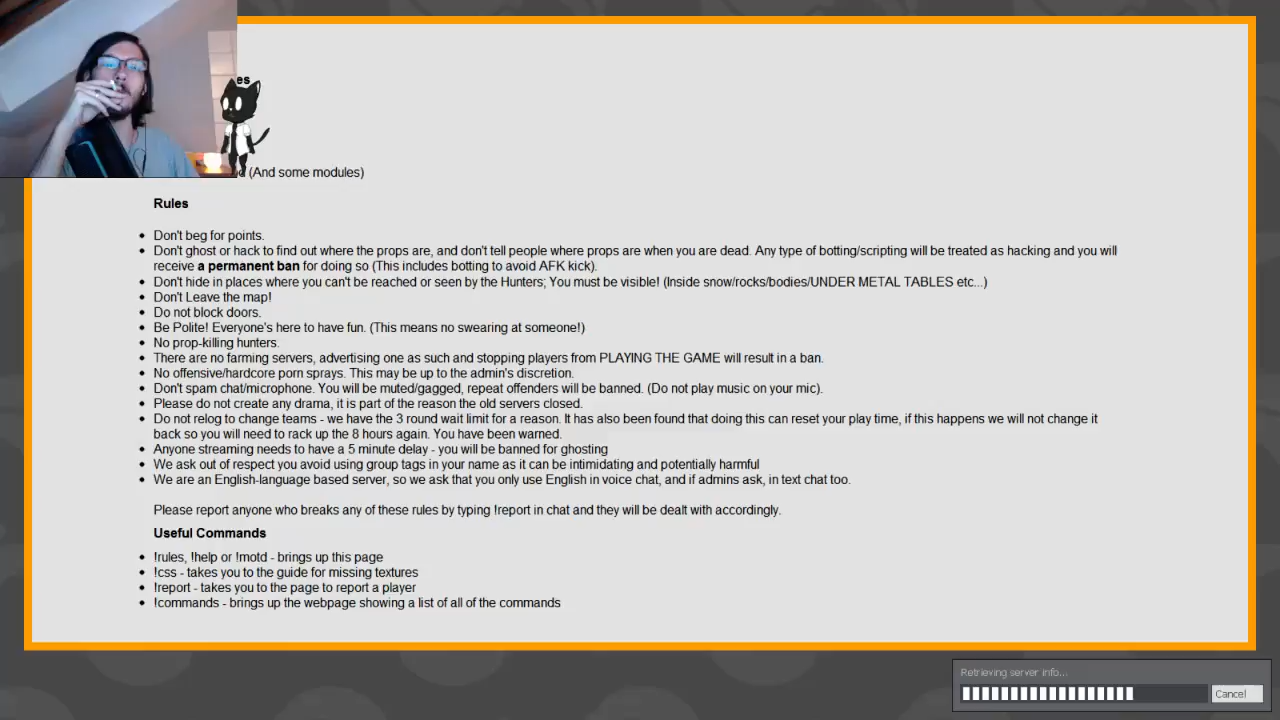 es
(And some modules)
Rules
Don't beg for points.
Don't ghost or hack to find out where the props are, and don't tell people where props are when you are dead. Any type of botting/scripting will be treated as hacking and you will
receive a permanent ban for doing so (This includes botting to avoid AFK kick).
Don't hide in places where you can't be reached or seen by the Hunters; You must be visible! (Inside snow/rocks/bodies/UNDER METAL TABLES etc...)
Don't Leave the map!
Do not block doors.
Be Polite! Everyone's here to have fun. (This means no swearing at someone!)
No prop-killing hunters.
There are no farming servers, advertising one as such and stopping players from PLAYING THE GAME will result in a ban.
No offensive/hardcore porn sprays. This may be up to the admin's discretion.
Don't spam chat/microphone. You will be muted/gagged, repeat offenders will be banned. (Do not play music on your mic).
Please do not create any drama, it is part of the reason the old servers closed.
Do not relog to change teams - we have the 3 round wait limit for a reason. It has also been found that doing this can reset your play time, if this happens we will not change it
back so you will need to rack up the 8 hours again. You have been warned.
Anyone streaming needs to have a 5 minute delay - you will be banned for ghosting
We ask out of respect you avoid using group tags in your name as it can be intimidating and potentially harmful
We are an English-language based server, so we ask that you only use English in voice chat, and if admins ask, in text chat too.
Please report anyone who breaks any of these rules by typing !report in chat and they will be dealt with accordingly.
Useful Commands
!rules, !help or !motd - brings up this page
!css - takes you to the guide for missing textures
!report - takes you to the page to report a player
!commands - brings up the webpage showing a list of all of the commands
Retrieving server info...
Cancel